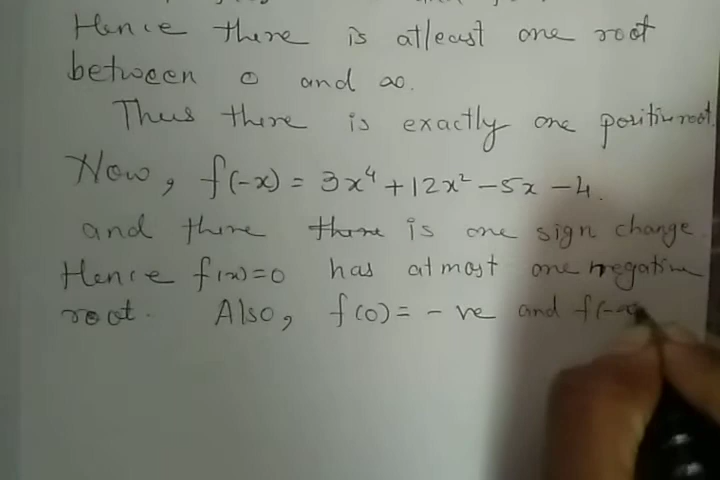 Hence there is atleast one root
between 0 and ∞.
Thus there is exactly one positive root.
Now, f(-x) = 3x⁴ + 12x² - 5x - 4.
and there there is one sign change.
Hence f(x)=0 has atmost one negative
root. Also, f(0) = - ve and f(-∞